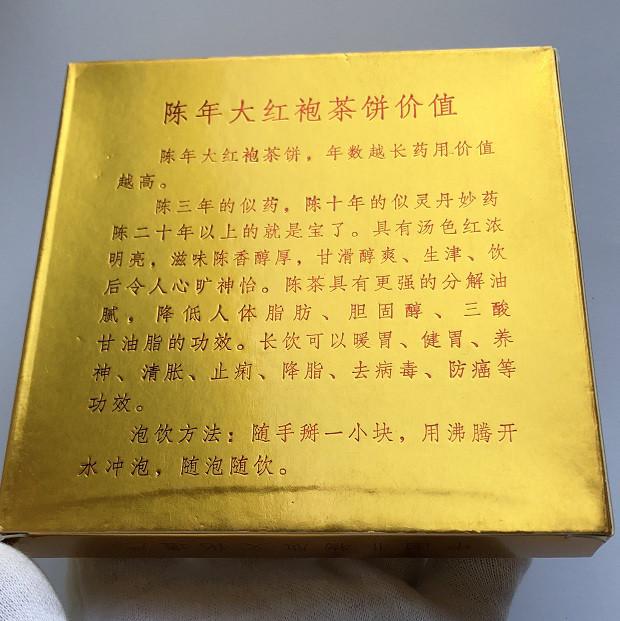 陈年大红袍茶饼价值
陈年大红袍茶饼，年数越长药用价值
越高。
陈三年的似药，陈十年的似灵丹妙药
陈二十年以上的就是宝了。具有汤色红浓
明亮，滋味陈香醇厚，甘滑醇爽、生津、饮
后令人心旷神怡。陈茶具有更强的分解油
腻，降低人体脂肪、胆固醇、三酸
甘油脂的功效。长饮可以暖胃、健胃、养
神、清胀、止痢、降脂、去病毒、防癌等
功效。
泡饮方法：随手掰一小块，用沸腾开
水冲泡，随泡随饮。